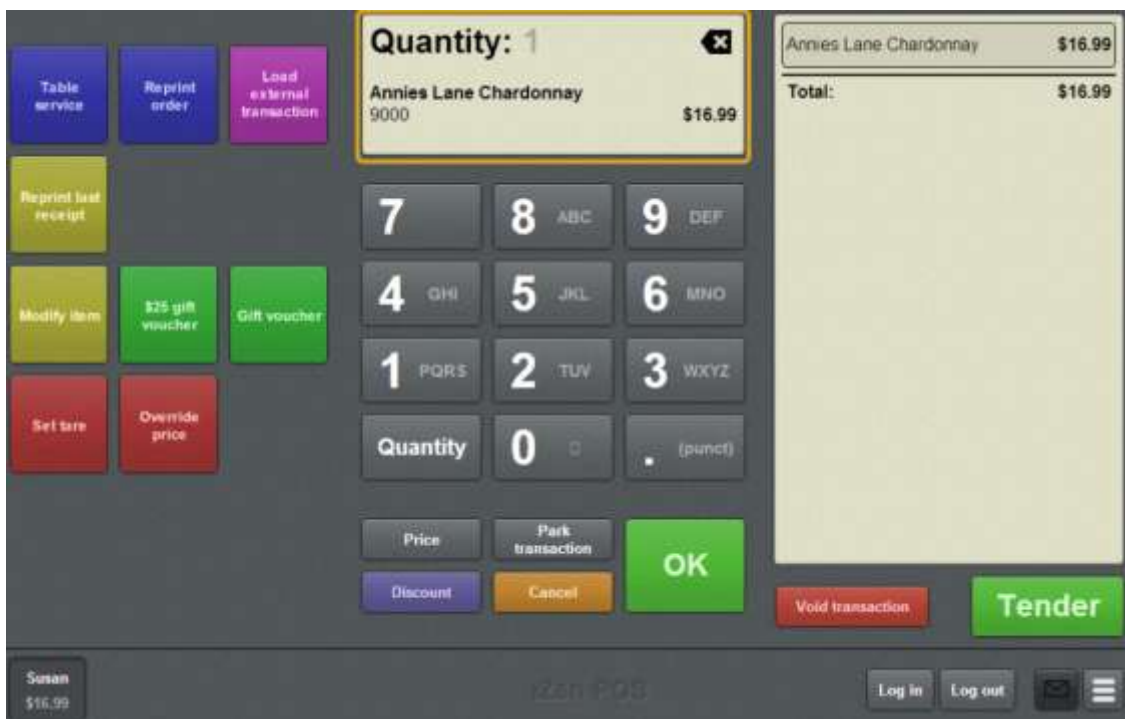 Table
service
Reprint
order
Load
external
transaction
Reprint last
receipt
Modify item
$25 gift
voucher
Gift voucher
Set tare
Override
price
Quantity: 1
Annies Lane Chardonnay
9000 $16.99
7 8 ABC 9 DEF
4 GHI 5 JKL 6 MNO
1 PQRS 2 TUV 3 WXYZ
Quantity 0 . (punct)
Price
Park
transaction
Discount
Cancel
OK
Annies Lane Chardonnay $16.99
Total: $16.99
Void transaction
Tender
Susan
$16.99
Log in
Log out